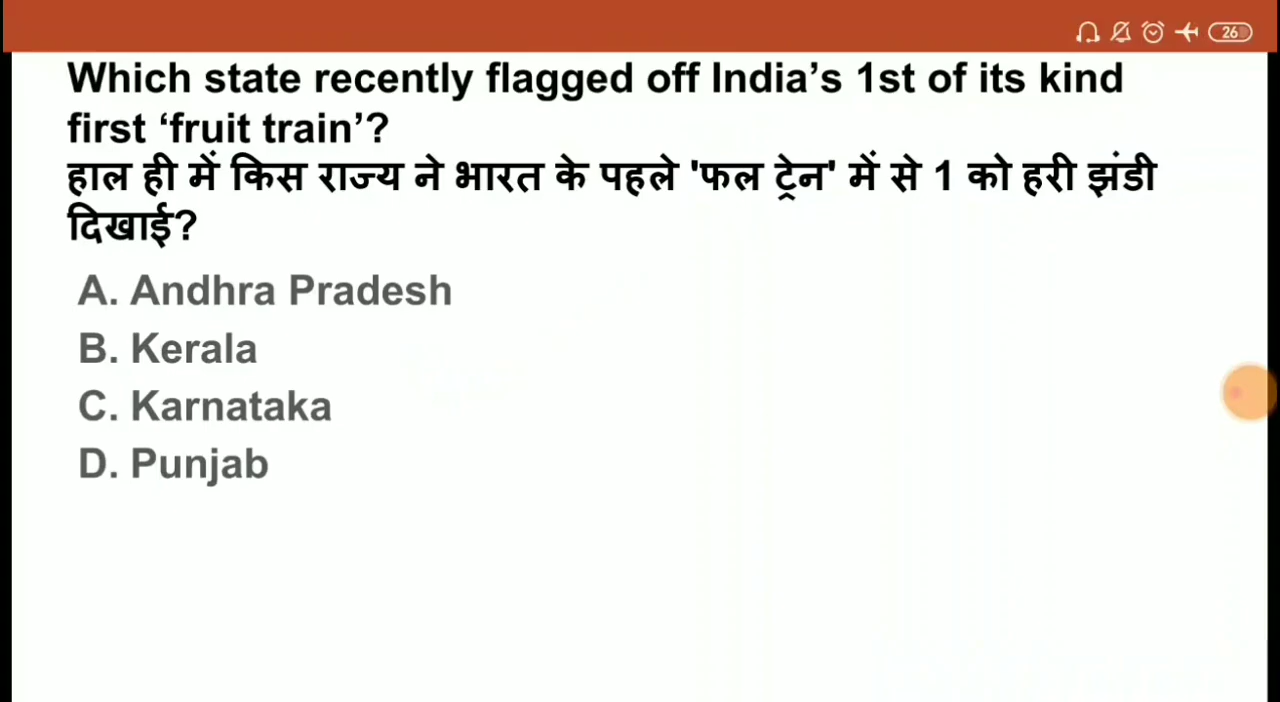 26
Which state recently flagged off India’s 1st of its kind
first ‘fruit train’?
हाल ही में किस राज्य ने भारत के पहले 'फल ट्रेन' में से 1 को हरी झंडी
दिखाई?
A. Andhra Pradesh
B. Kerala
C. Karnataka
D. Punjab